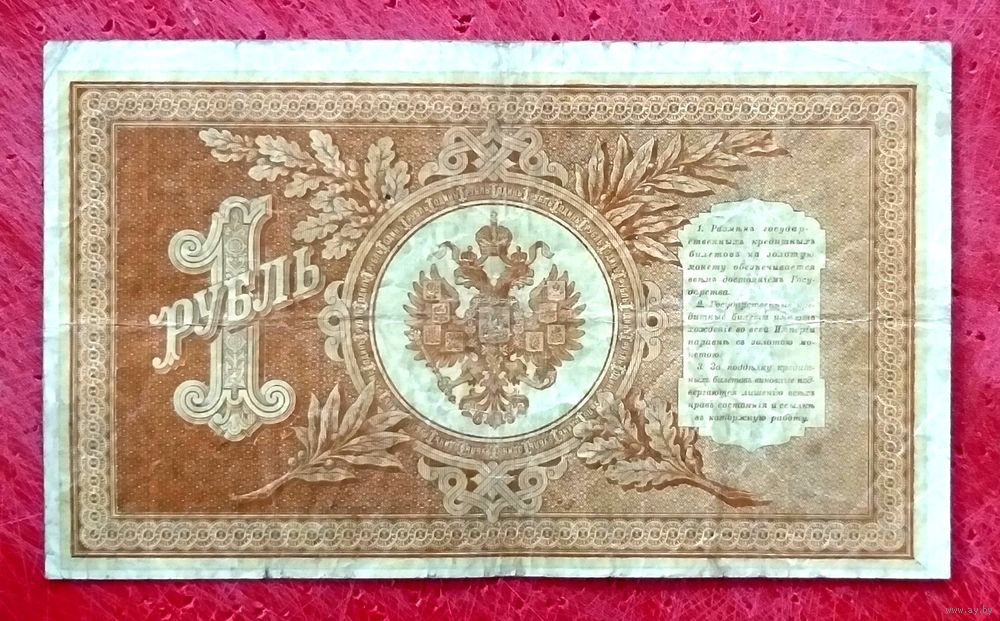 1
РУБЛЬ
1. Размѣнъ государ-
ственныхъ кредитныхъ
билетовъ на золотую
монету обезпечивается
всѣмъ достояніемъ Госу-
дарства.
2. Государственные кре-
дитные билеты имѣютъ
хожденіе во всей Имперіи
наравнѣ съ золотою мо-
нетою.
3. За поддѣлку кредит-
ныхъ билетовъ виновные под-
вергаются лишенію всѣхъ
правъ состоянія и ссылкѣ
въ каторжную работу.
www.ay.by